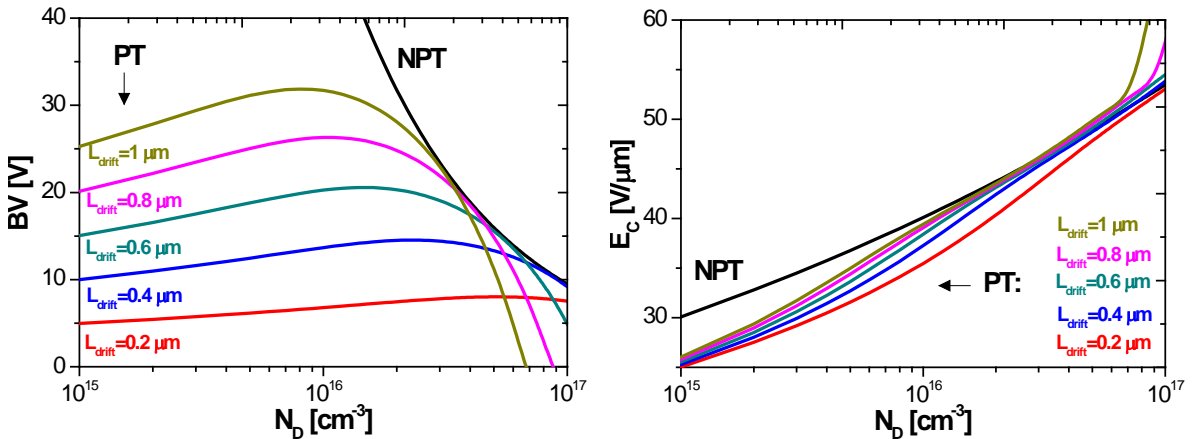 40
30
20
10
0
BV [V]
PT
NPT
L_drift=1 µm
L_drift=0.8 µm
L_drift=0.6 µm
L_drift=0.4 µm
L_drift=0.2 µm
10^15
10^16
10^17
N_D [cm^-3]
60
50
40
30
E_C [V/µm]
NPT
PT:
L_drift=1 µm
L_drift=0.8 µm
L_drift=0.6 µm
L_drift=0.4 µm
L_drift=0.2 µm
10^15
10^16
10^17
N_D [cm^-3]